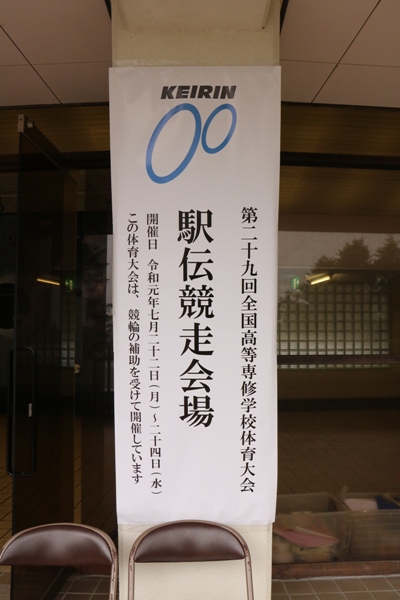 KEIRIN
第二十九回全国高等専修学校体育大会
駅伝競走会場
開催日 令和元年七月二十二日(月)〜二十四日(水)
この体育大会は、競輪の補助を受けて開催しています